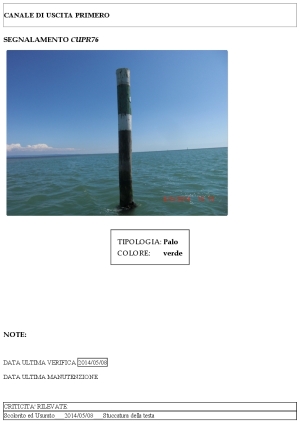 CANALE DI USCITA PRIMERO
SEGNALAMENTO CUPR76
TIPOLOGIA: Palo
COLORE: verde
NOTE:
DATA ULTIMA VERIFICA 2014/05/08
DATA ULTIMA MANUTENZIONE
CRITICITA' RILEVATE
Scolorito ed Usurato 2014/05/08 Stuccatura della testa